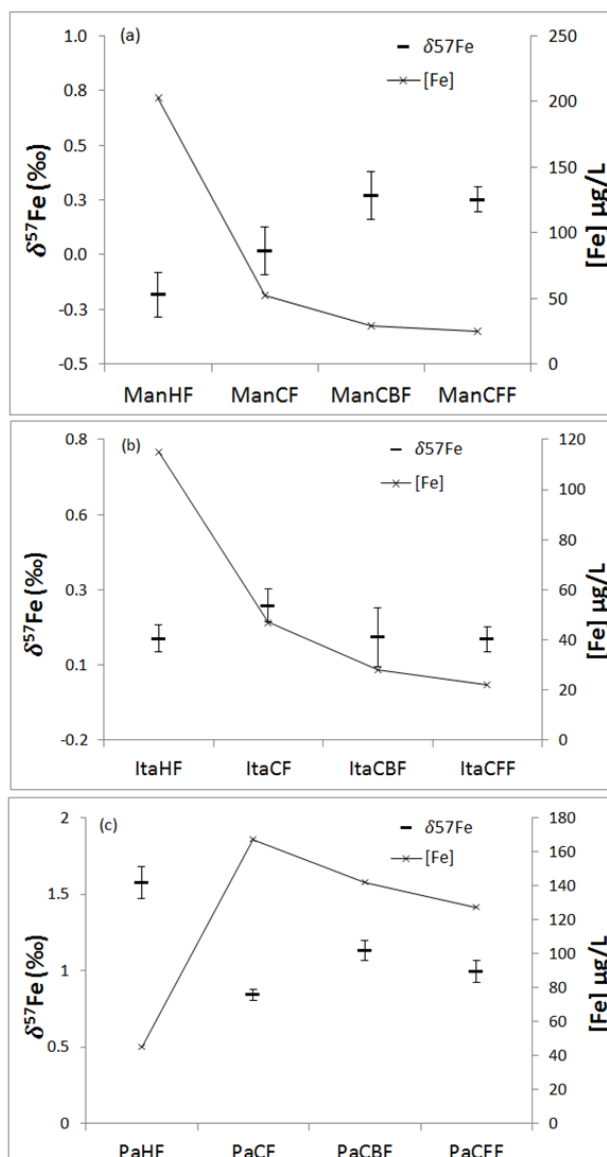 (a)
δ57Fe
[Fe]
1.0
0.8
0.5
0.3
0.0
-0.3
-0.5
δ⁵⁷Fe (‰)
250
200
150
100
50
0
[Fe] µg/L
ManHF ManCF ManCBF ManCFF
(b)
δ57Fe
[Fe]
0.8
0.6
0.3
0.1
-0.2
δ⁵⁷Fe (‰)
120
100
80
60
40
20
0
[Fe] µg/L
ItaHF ItaCF ItaCBF ItaCFF
(c)
δ57Fe
[Fe]
2
1.5
1
0.5
0
δ⁵⁷Fe (‰)
180
160
140
120
100
80
60
40
20
0
[Fe] µg/L
PaHF PaCF PaCBF PaCFF